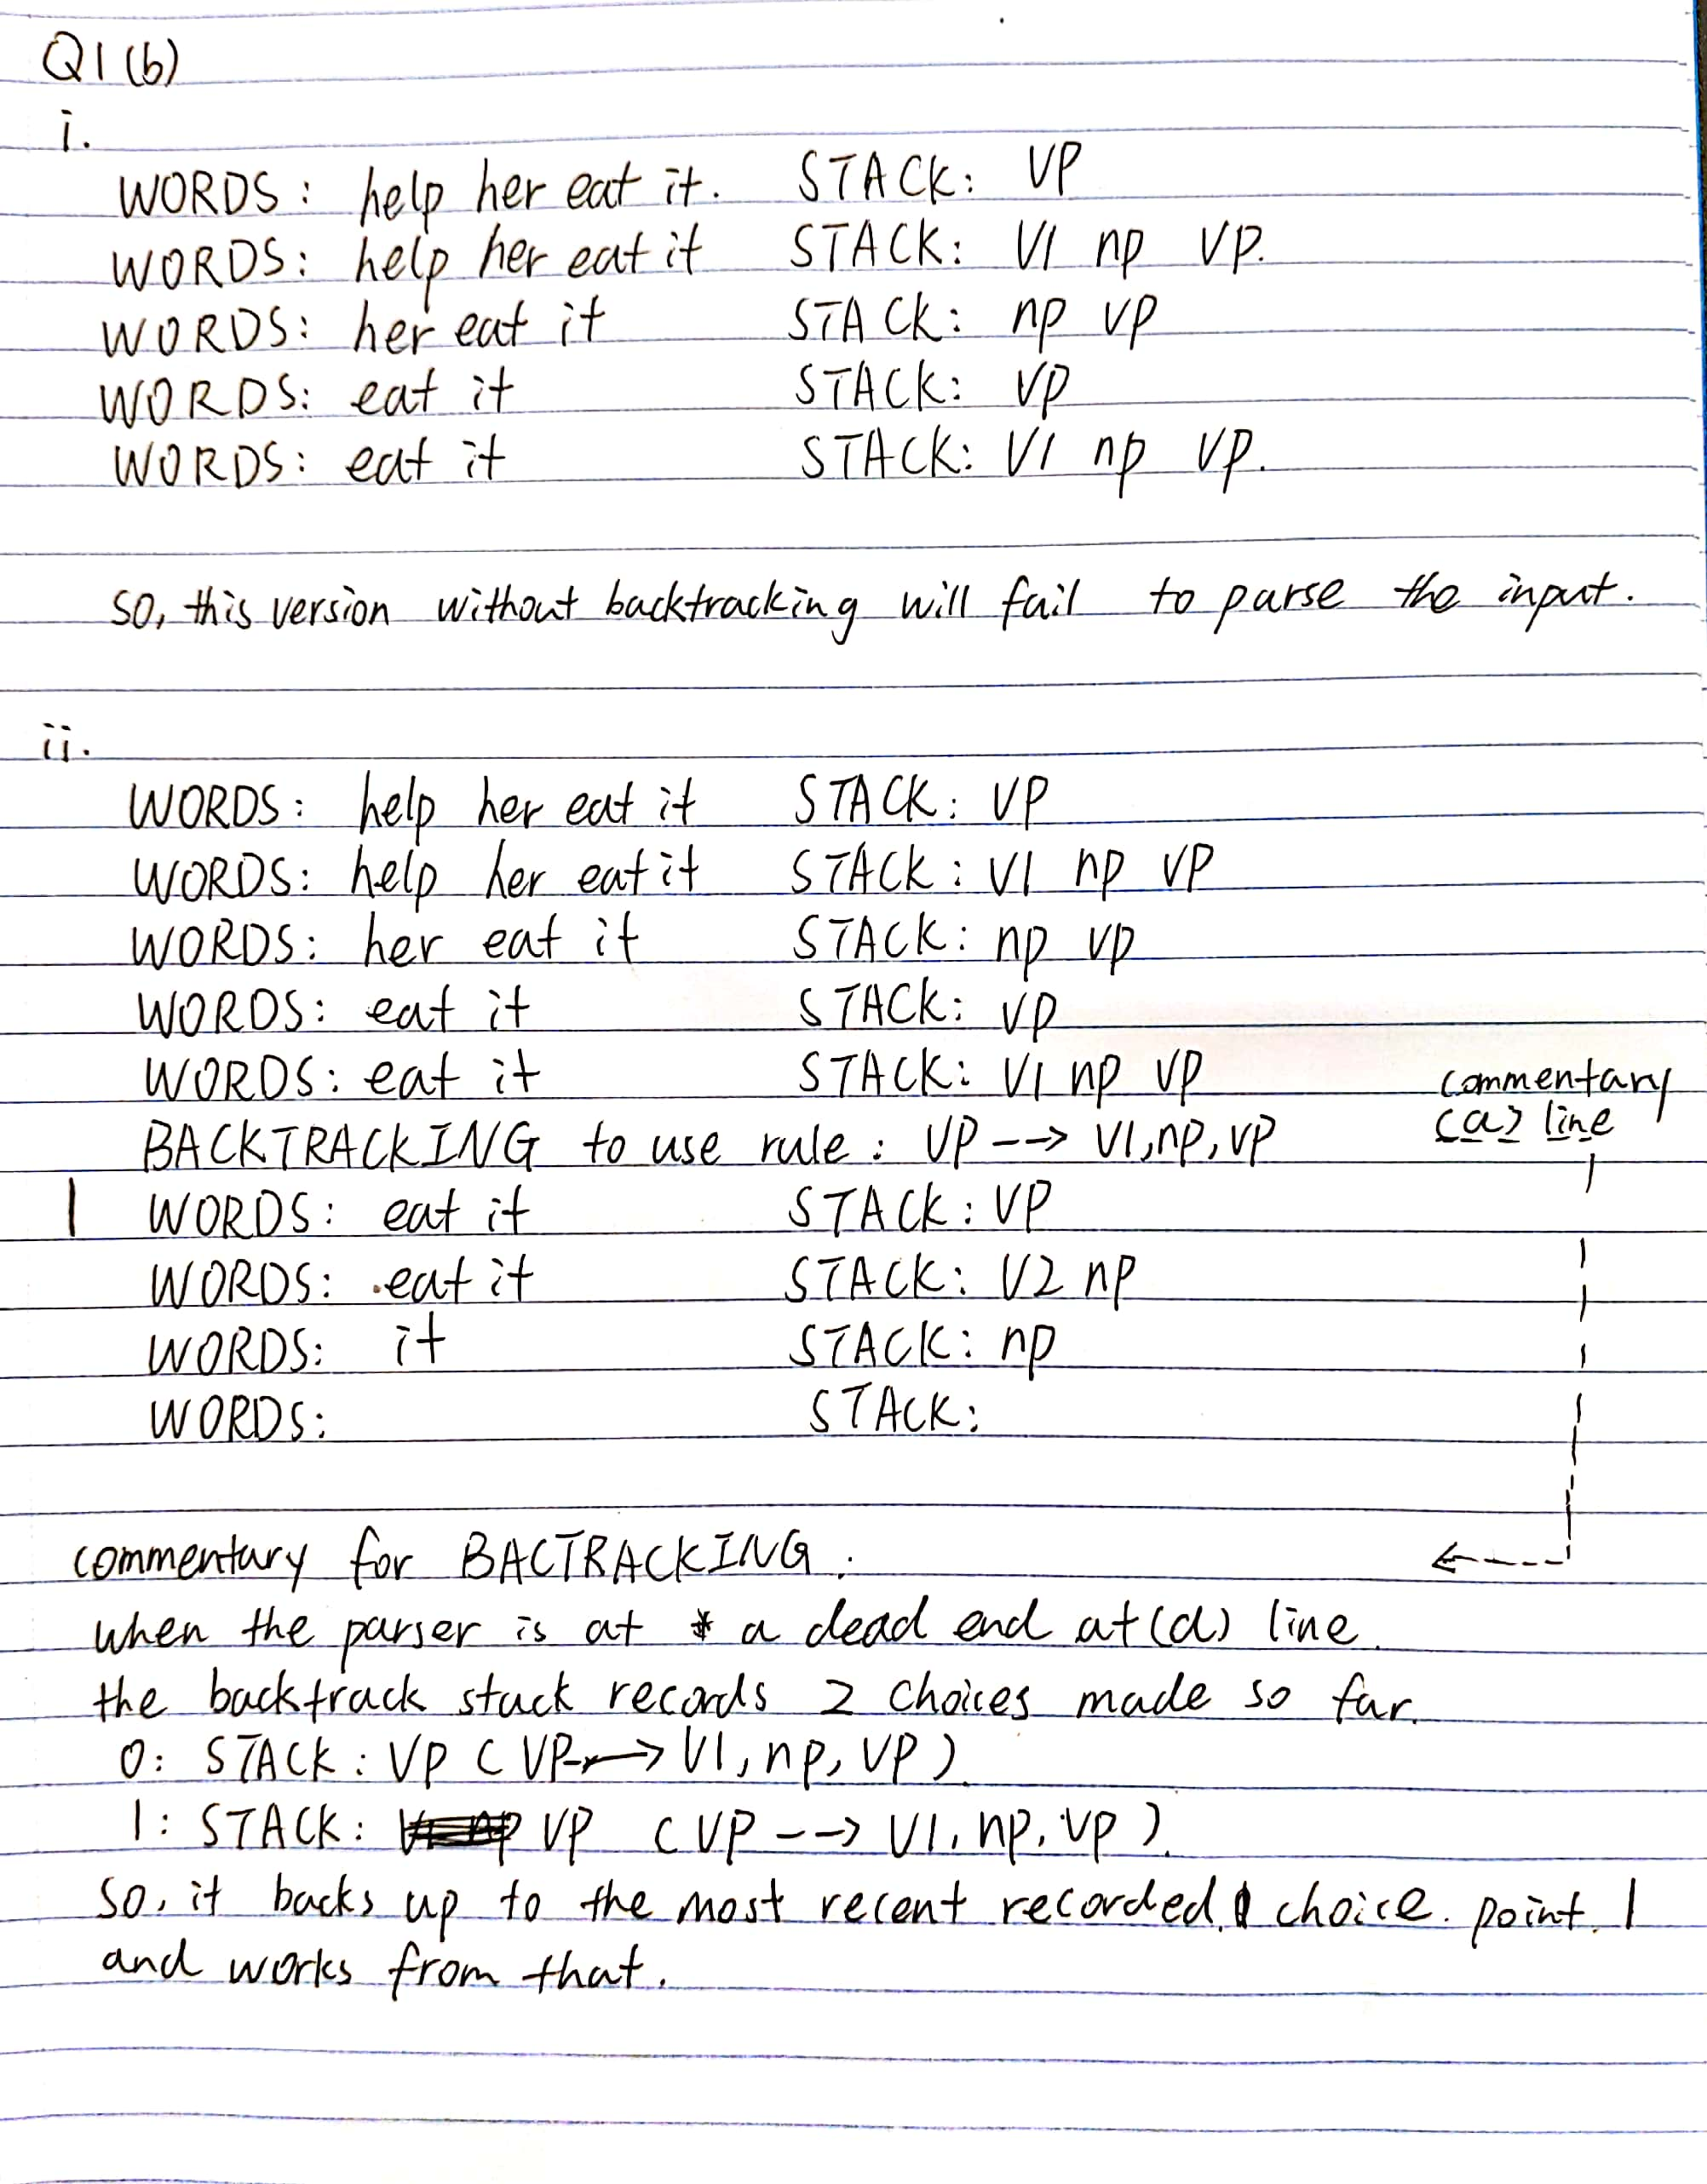 Q1(b)
i.
WORDS: help her eat it. STACK: VP
WORDS: help her eat it STACK: V1 np VP.
WORDS: her eat it STACK: np vp
WORDS: eat it STACK: VP
WORDS: eat it STACK: V1 np VP.
so, this version without backtracking will fail to parse the input.
ii.
WORDS: help her eat it STACK: VP
WORDS: help her eat it STACK: V1 np VP
WORDS: her eat it STACK: np vp
WORDS: eat it STACK: VP
WORDS: eat it STACK: V1 np VP
commentary
BACKTRACKING to use rule: VP --> V1,np,vp
(a) line
1 WORDS: eat it STACK: VP
WORDS: .eat it STACK: V2 np
WORDS: it STACK: np
WORDS: STACK:
commentary for BACTRACKING:
when the parser is at a dead end at (a) line.
the backtrack stack records 2 choices made so far.
0: STACK: VP (VP --> V1, np, VP).
1: STACK: VP (VP --> V1, np, VP).
so, it backs up to the most recent recorded choice. point. 1
and works from that.